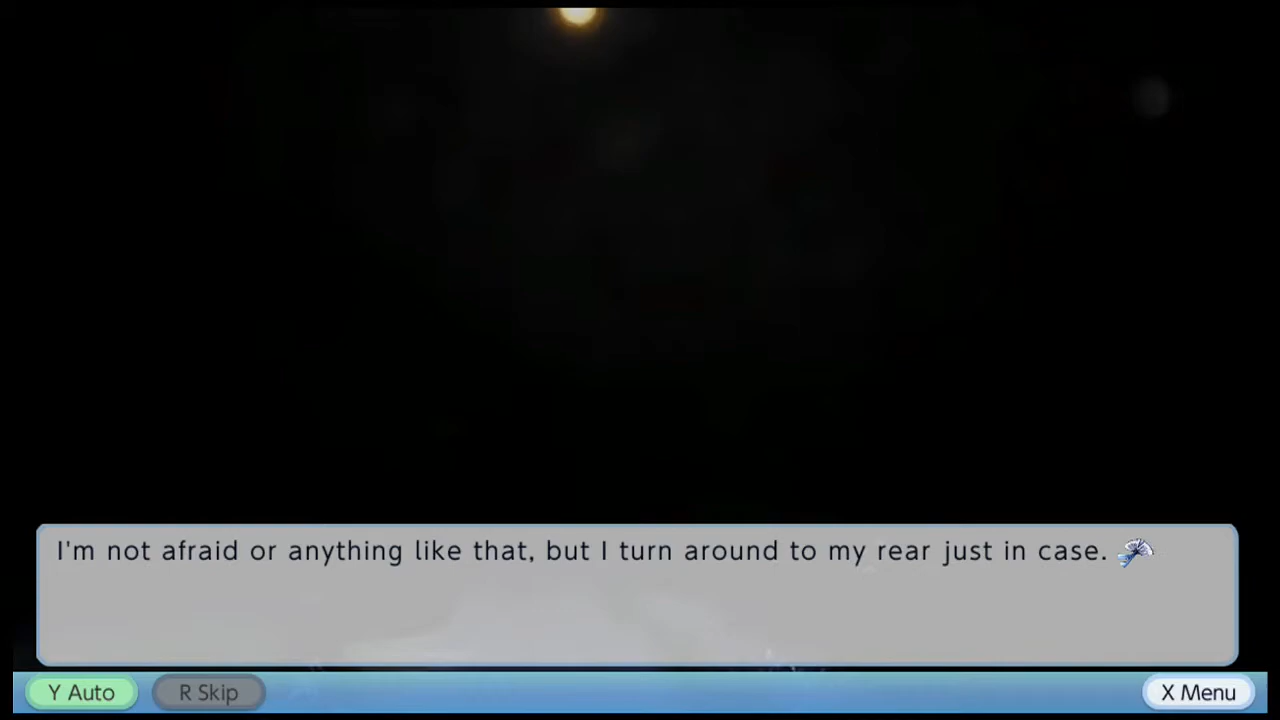 I'm not afraid or anything like that, but I turn around to my rear just in case.
Y Auto
R Skip
X Menu